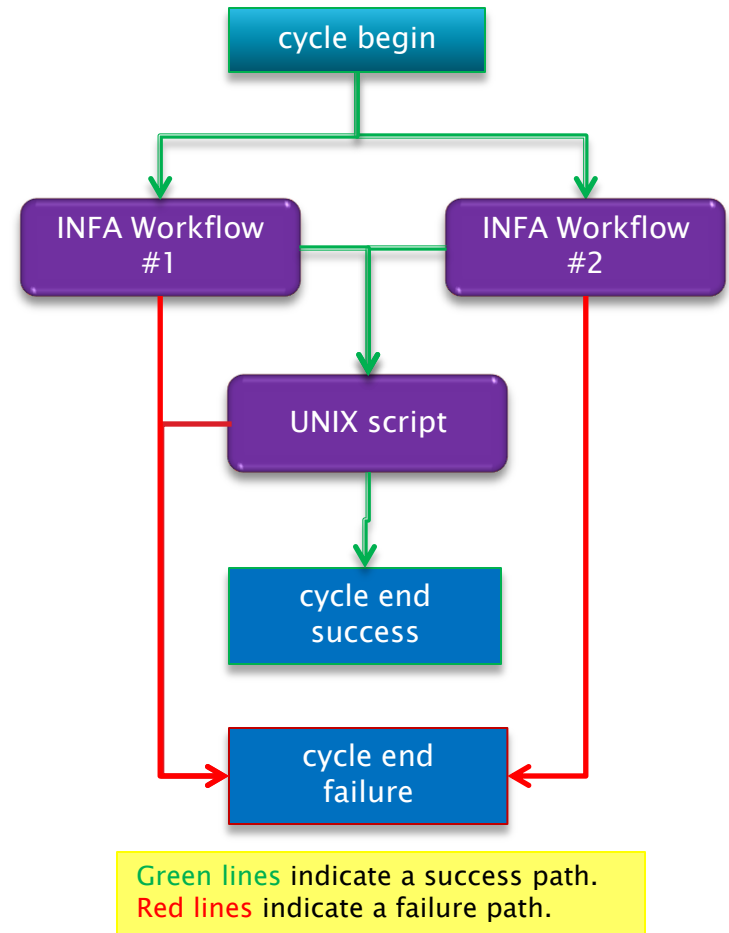 cycle begin
INFA Workflow
#1
INFA Workflow
#2
UNIX script
cycle end
success
cycle end
failure
Green lines indicate a success path.
Red lines indicate a failure path.